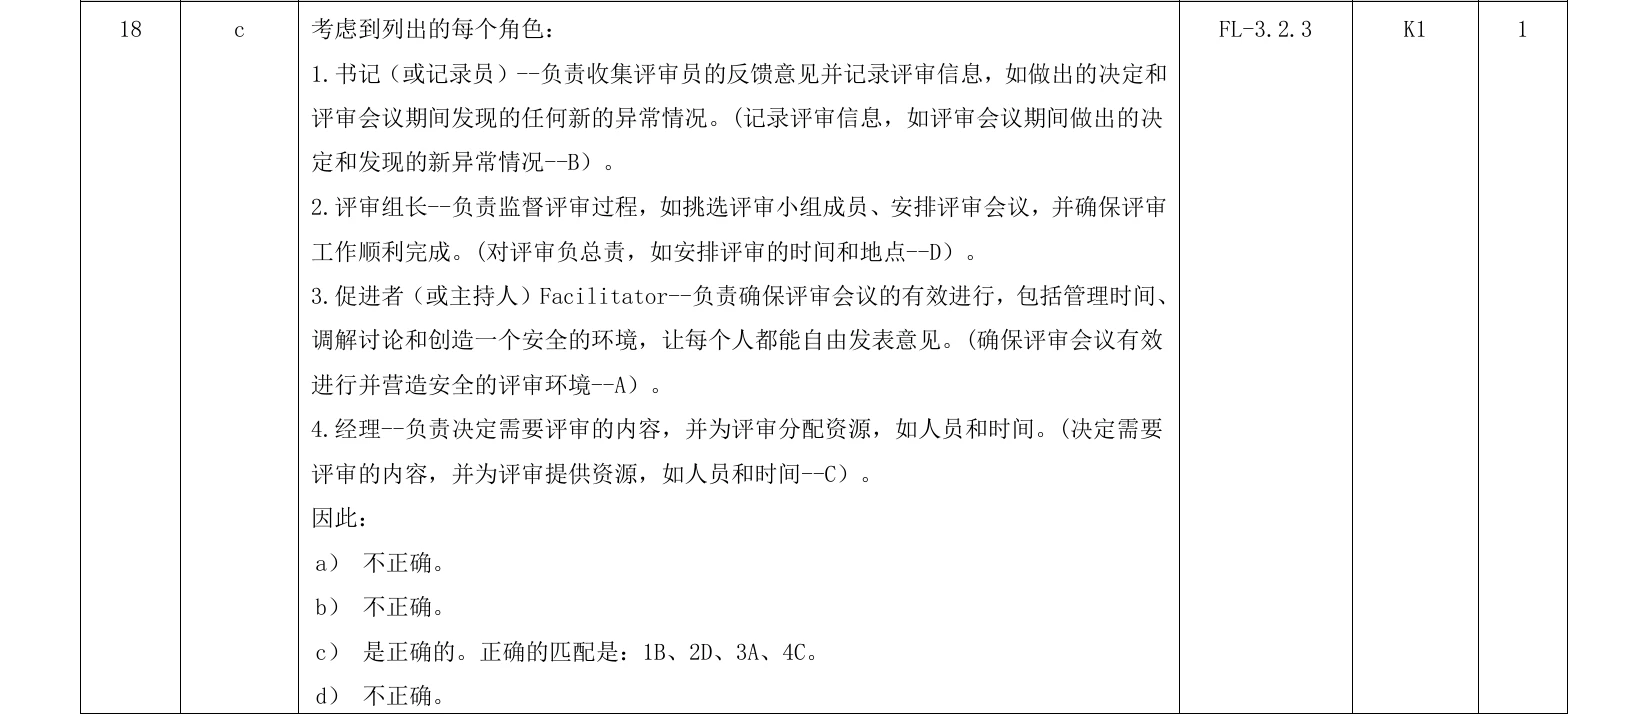 18 c 考虑到列出的每个角色： FL-3.2.3 K1 1
1.书记（或记录员）--负责收集评审员的反馈意见并记录评审信息，如做出的决定和
评审会议期间发现的任何新的异常情况。(记录评审信息，如评审会议期间做出的决
定和发现的新异常情况--B）。
2.评审组长--负责监督评审过程，如挑选评审小组成员、安排评审会议，并确保评审
工作顺利完成。(对评审负总责，如安排评审的时间和地点--D）。
3.促进者（或主持人）Facilitator--负责确保评审会议的有效进行，包括管理时间、
调解讨论和创造一个安全的环境，让每个人都能自由发表意见。(确保评审会议有效
进行并营造安全的评审环境--A）。
4.经理--负责决定需要评审的内容，并为评审分配资源，如人员和时间。(决定需要
评审的内容，并为评审提供资源，如人员和时间--C）。
因此：
a） 不正确。
b） 不正确。
c） 是正确的。正确的匹配是：1B、2D、3A、4C。
d） 不正确。